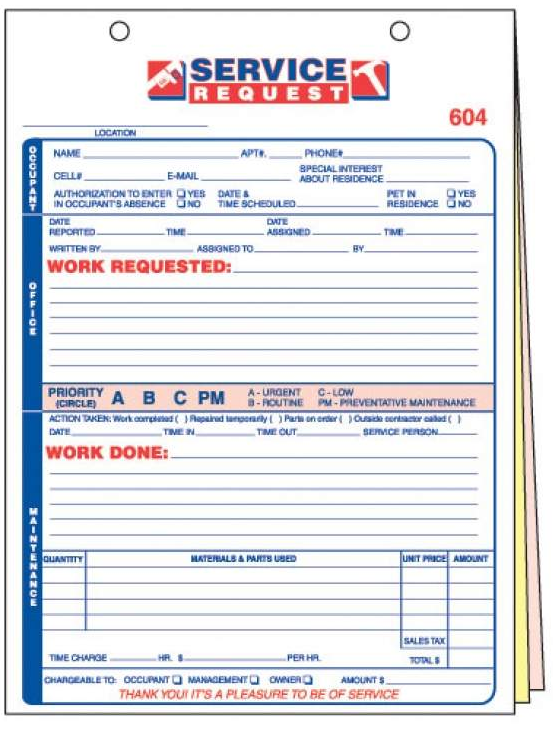 SERVICE
REQUEST
604
LOCATION
OCCUPANT
NAME APT#. PHONE#
CELL# E-MAIL SPECIAL INTEREST ABOUT RESIDENCE
AUTHORIZATION TO ENTER IN OCCUPANT'S ABSENCE YES NO DATE & TIME SCHEDULED PET IN RESIDENCE YES NO
OFFICE
DATE REPORTED TIME DATE ASSIGNED TIME
WRITTEN BY ASSIGNED TO BY
WORK REQUESTED:
PRIORITY (CIRCLE) A B C PM A - URGENT C - LOW
B - ROUTINE PM - PREVENTATIVE MAINTENANCE
MAINTENANCE
ACTION TAKEN: Work completed ( ) Repaired temporarily ( ) Parts on order ( ) Outside contractor called ( )
DATE TIME IN TIME OUT SERVICE PERSON
WORK DONE:
QUANTITY MATERIALS & PARTS USED UNIT PRICE AMOUNT
SALES TAX
TIME CHARGE HR. $ PER HR. TOTAL $
CHARGEABLE TO: OCCUPANT MANAGEMENT OWNER AMOUNT $
THANK YOU! IT'S A PLEASURE TO BE OF SERVICE